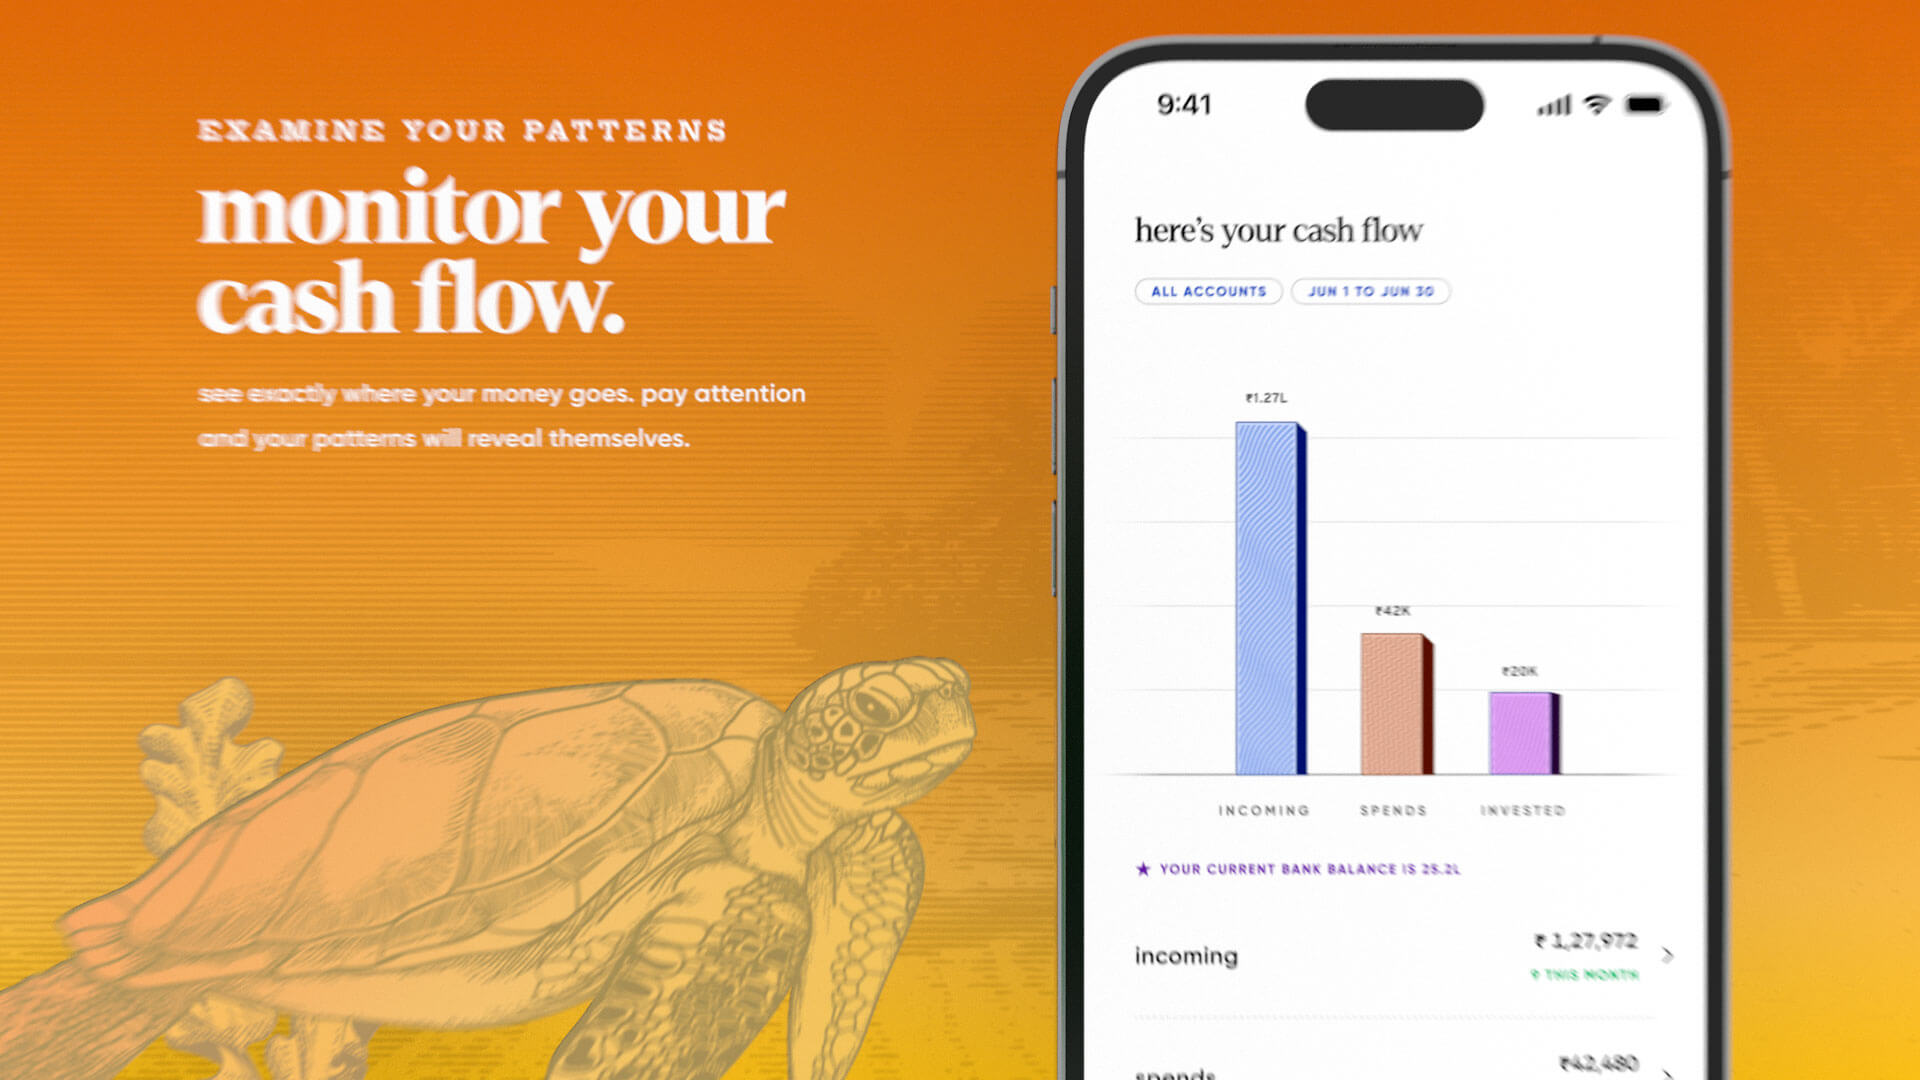 EXAMINE YOUR PATTERNS
monitor your
cash flow.
see exactly where your money goes. pay attention
and your patterns will reveal themselves.
9:41
here's your cash flow
ALL ACCOUNTS
JUN 1 TO JUN 30
₹1.27L
₹42K
₹20K
INCOMING
SPENDS
INVESTED
★ YOUR CURRENT BANK BALANCE IS 25.2L
incoming
₹ 1,27,972
9 THIS MONTH
spends
₹42,480